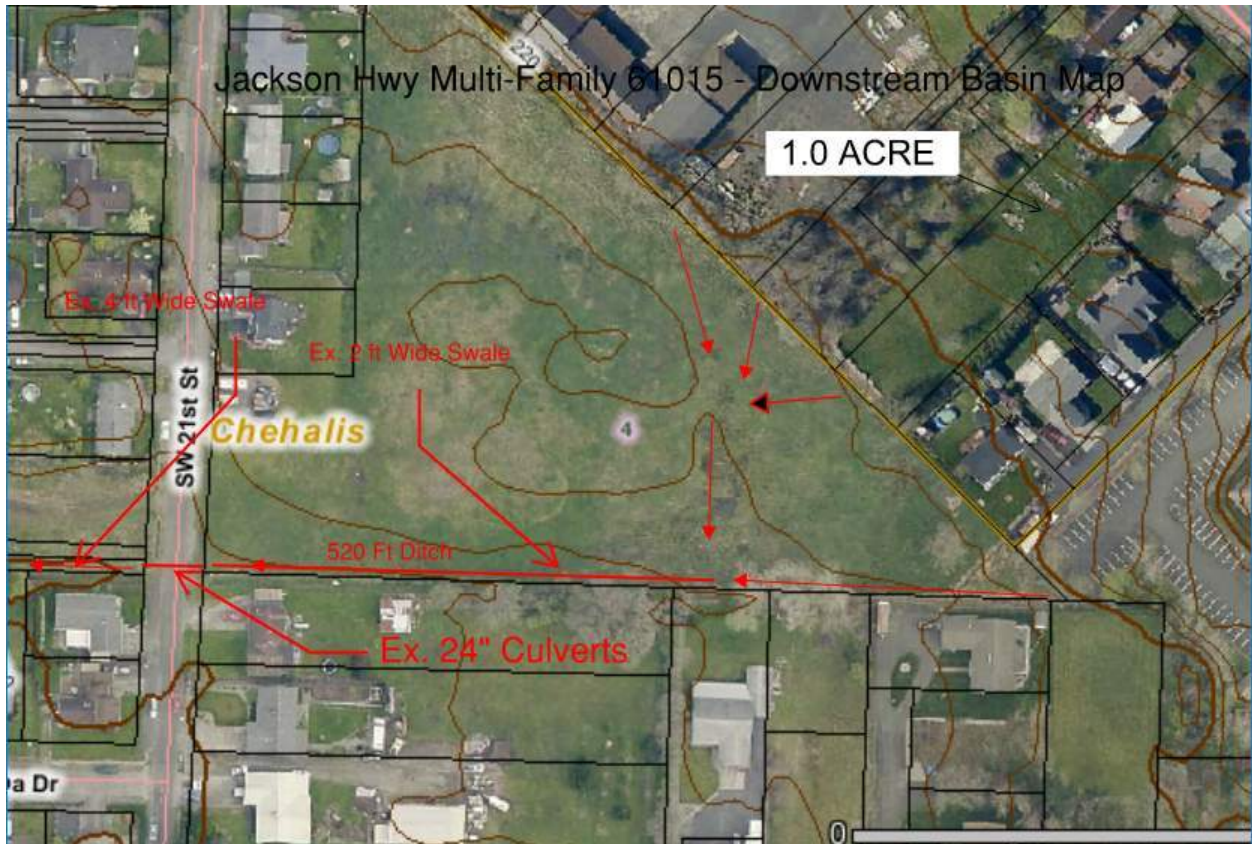 220
Jackson Hwy Multi-Family 61015 - Downstream Basin Map
1.0 ACRE
Ex. 4 ft Wide Swale
Ex. 2 ft Wide Swale
SW 21st St
Chehalis
4
520 Ft Ditch
Ex. 24" Culverts
a Dr
0